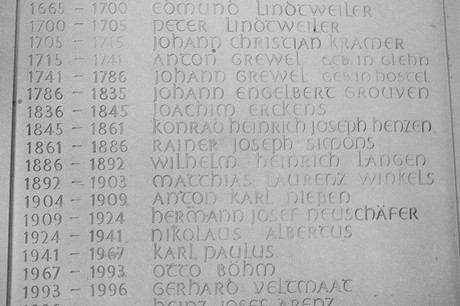 1665 - 1700 EDMUND LINDTWEILER
1700 - 1705 PETER LINDTWEILER
1705 - 1715 JOHANN CHRISTIAN KRAMER
1715 - 1741 ANTON GREWEL GEB. IN GLEHN
1741 - 1786 JOHANN GREWEL GEB. IN HOSTEL
1786 - 1835 JOHANN ENGELBERT GROUVEN
1836 - 1845 JOACHIM ERCKENS
1845 - 1861 KONRAD HEINRICH JOSEPH HENZEN
1861 - 1886 RAINER JOSEPH SIMONS
1886 - 1892 WILHELM HEINRICH LANGEN
1892 - 1903 MATTHIAS LAURENZ WINKELS
1904 - 1909 ANTON KARL NIEßEN
1909 - 1924 HERMANN JOSEF NEUSCHÄFER
1924 - 1941 NIKOLAUS ALBERTUS
1941 - 1967 KARL PAULUS
1967 - 1993 OTTO BÖHM
1993 - 1996 GERHARD VELTMAAT
HEINZ JOSEF ARENZ